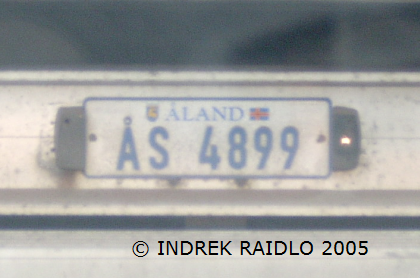 ÅLAND
ÅS 4899
© INDREK RAIDLO 2005